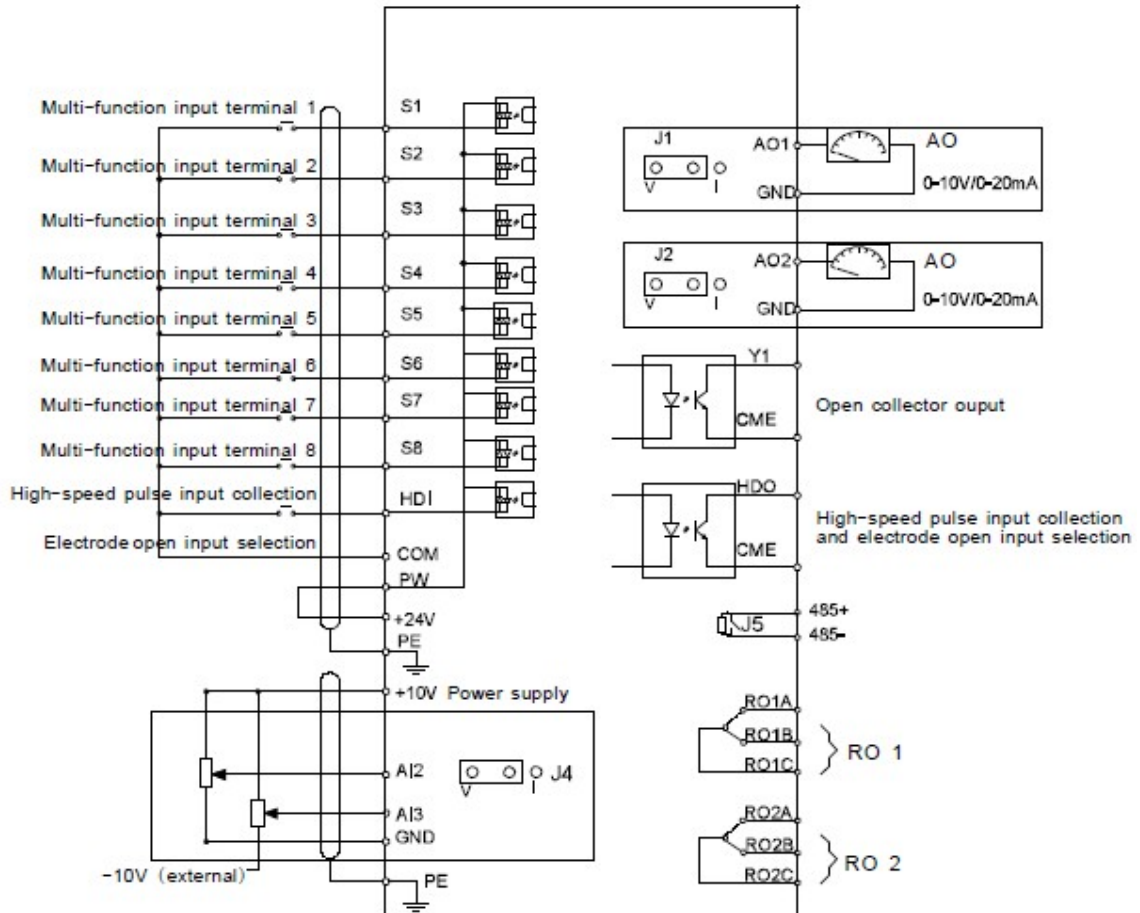 Multi-function input terminal 1
S1
Multi-function input terminal 2
S2
Multi-function input terminal 3
S3
Multi-function input terminal 4
S4
Multi-function input terminal 5
S5
Multi-function input terminal 6
S6
Multi-function input terminal 7
S7
Multi-function input terminal 8
S8
High-speed pulse input collection
HDI
Electrode open input selection
COM
PW
+24V
PE
+10V Power supply
AI2
V
I
J4
AI3
GND
-10V (external)
PE
J1
V
I
AO1
AO
GND
0-10V/0-20mA
J2
V
I
AO2
AO
GND
0-10V/0-20mA
Y1
CME
Open collector ouput
HDO
CME
High-speed pulse input collection
and electrode open input selection
J5
485+
485-
RO1A
RO1B
RO1C
RO 1
RO2A
RO2B
RO2C
RO 2